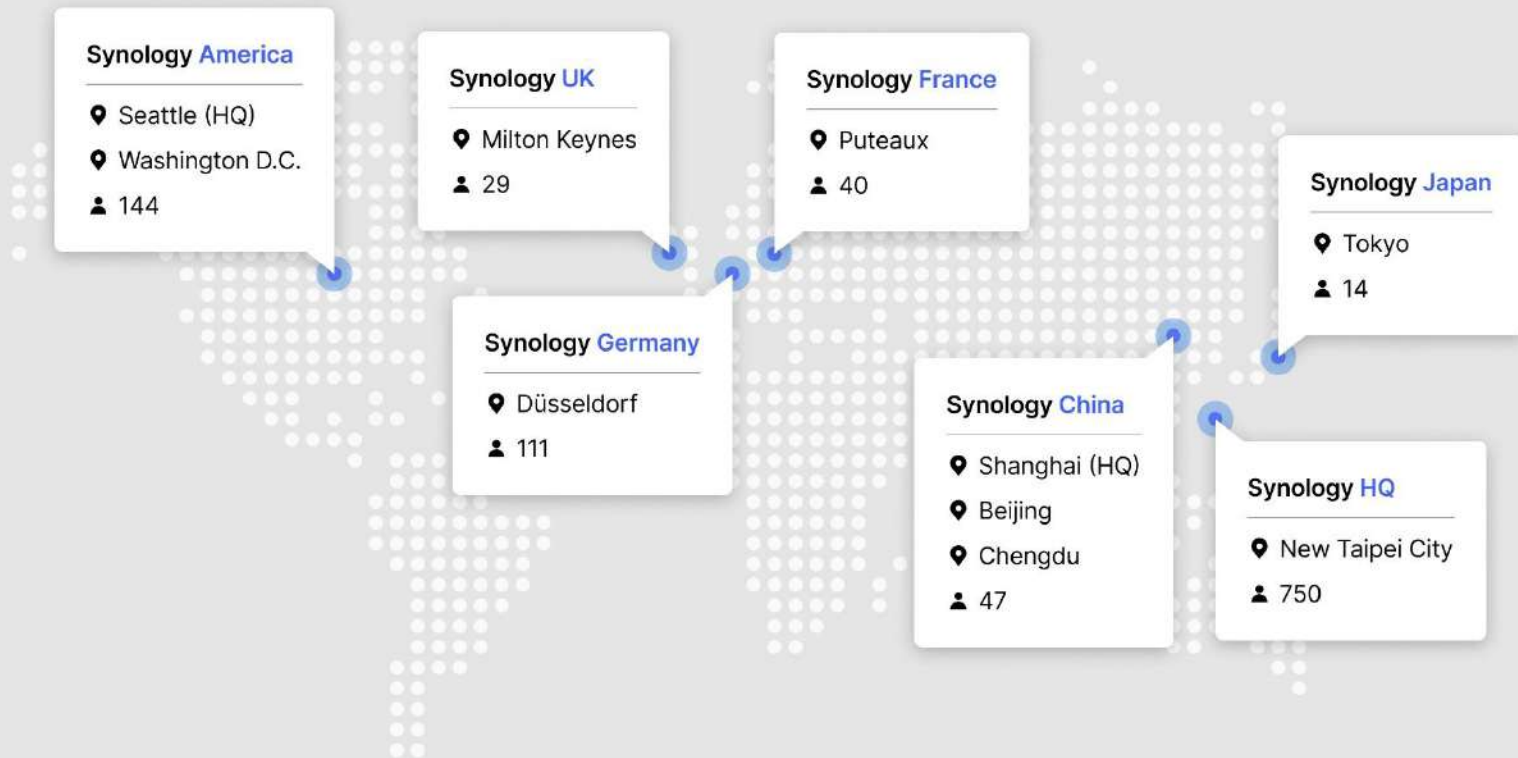 Synology America
Seattle (HQ)
Washington D.C.
144
Synology UK
Milton Keynes
29
Synology France
Puteaux
40
Synology Japan
Tokyo
14
Synology Germany
Düsseldorf
111
Synology China
Shanghai (HQ)
Beijing
Chengdu
47
Synology HQ
New Taipei City
750